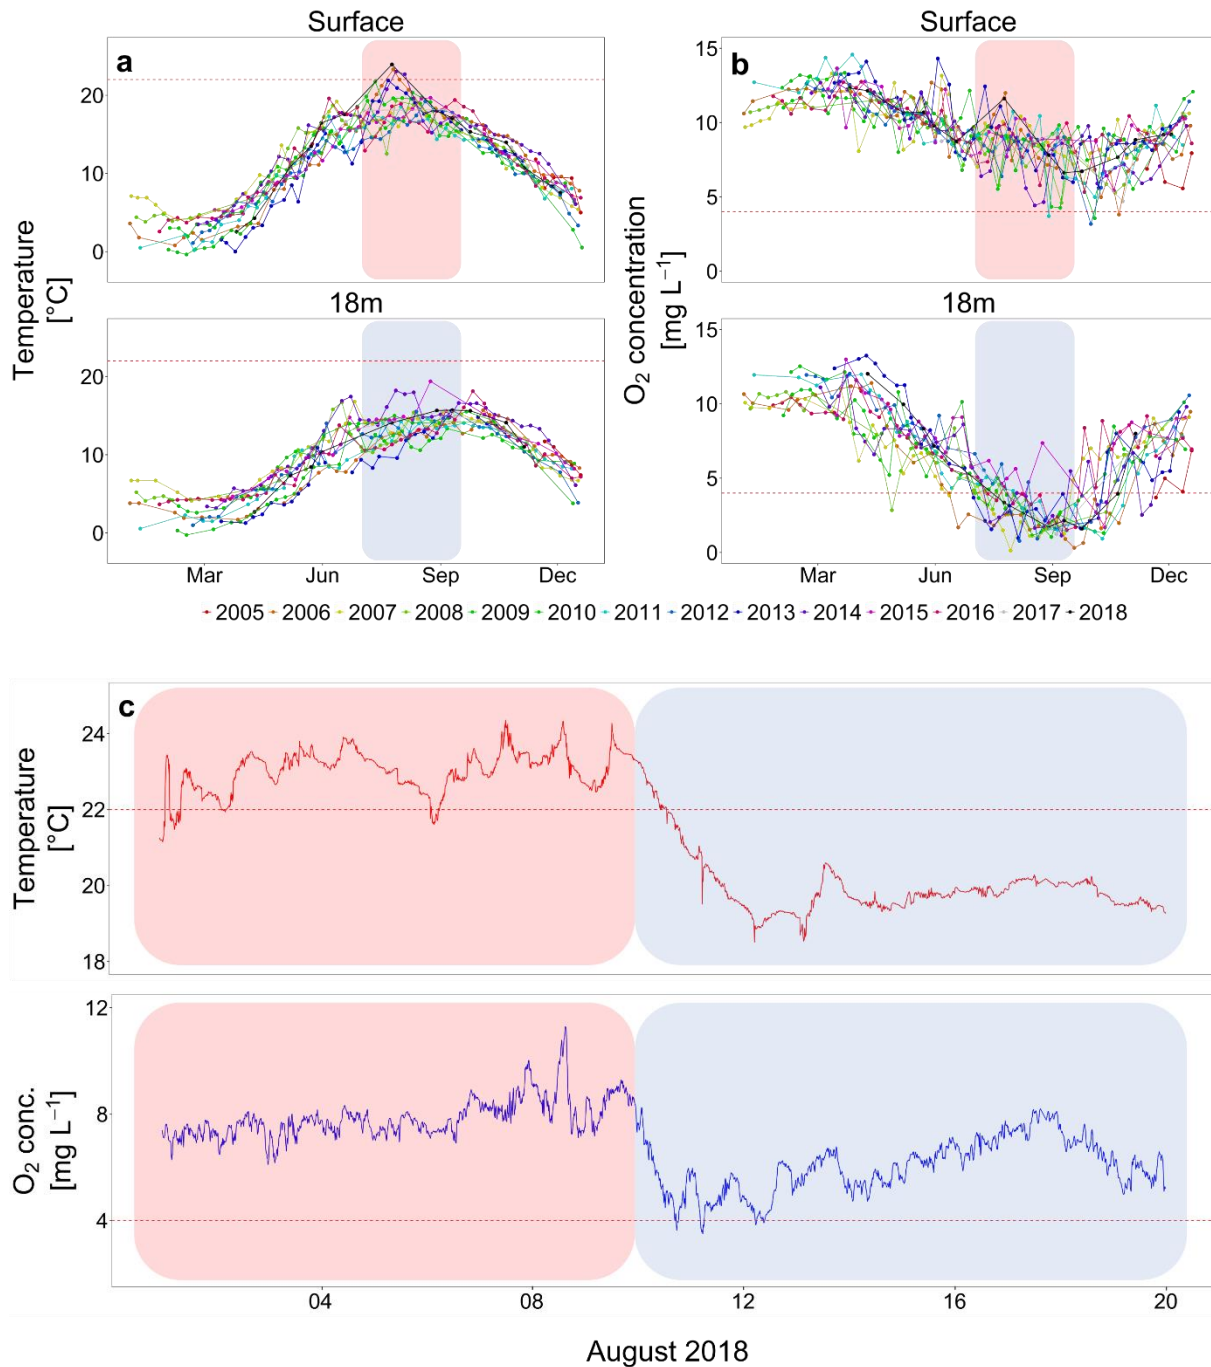 Surface
Surface
a
b
20
10
0
15
10
5
0
Temperature
[°C]
O₂ concentration
[mg L⁻¹]
18m
18m
20
10
0
15
10
5
0
Mar Jun Sep Dec
Mar Jun Sep Dec
2005 2006 2007 2008 2009 2010 2011 2012 2013 2014 2015 2016 2017 2018
c
24
22
20
18
Temperature
[°C]
12
8
4
O₂ conc.
[mg L⁻¹]
04 08 12 16 20
August 2018